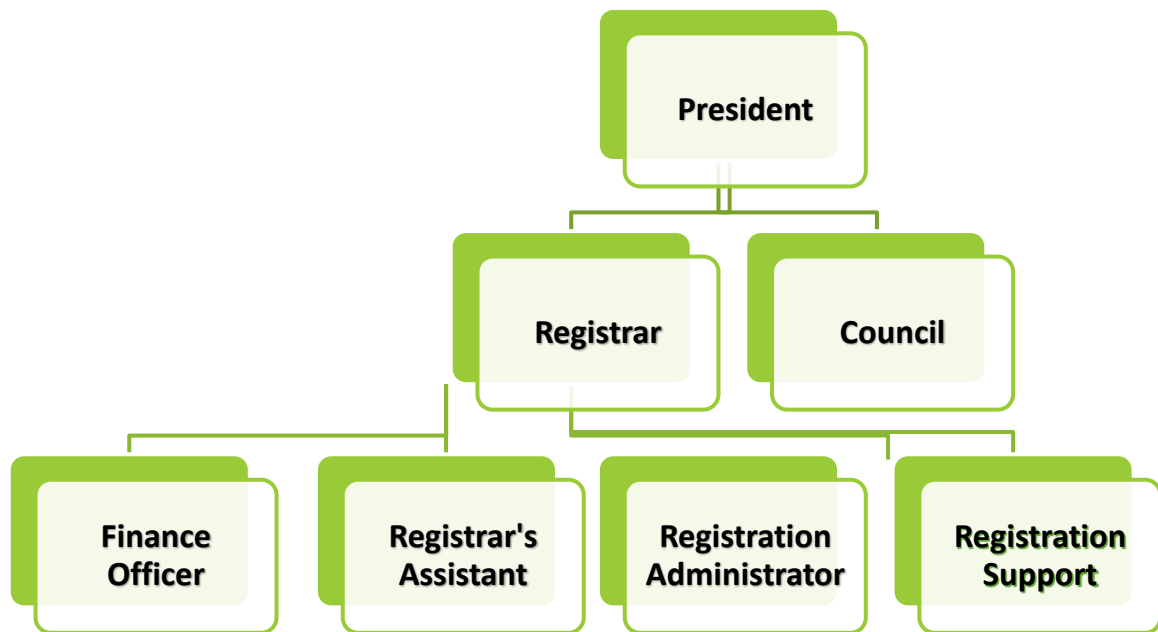 President
Registrar
Council
Finance
Officer
Registrar's
Assistant
Registration
Administrator
Registration
Support